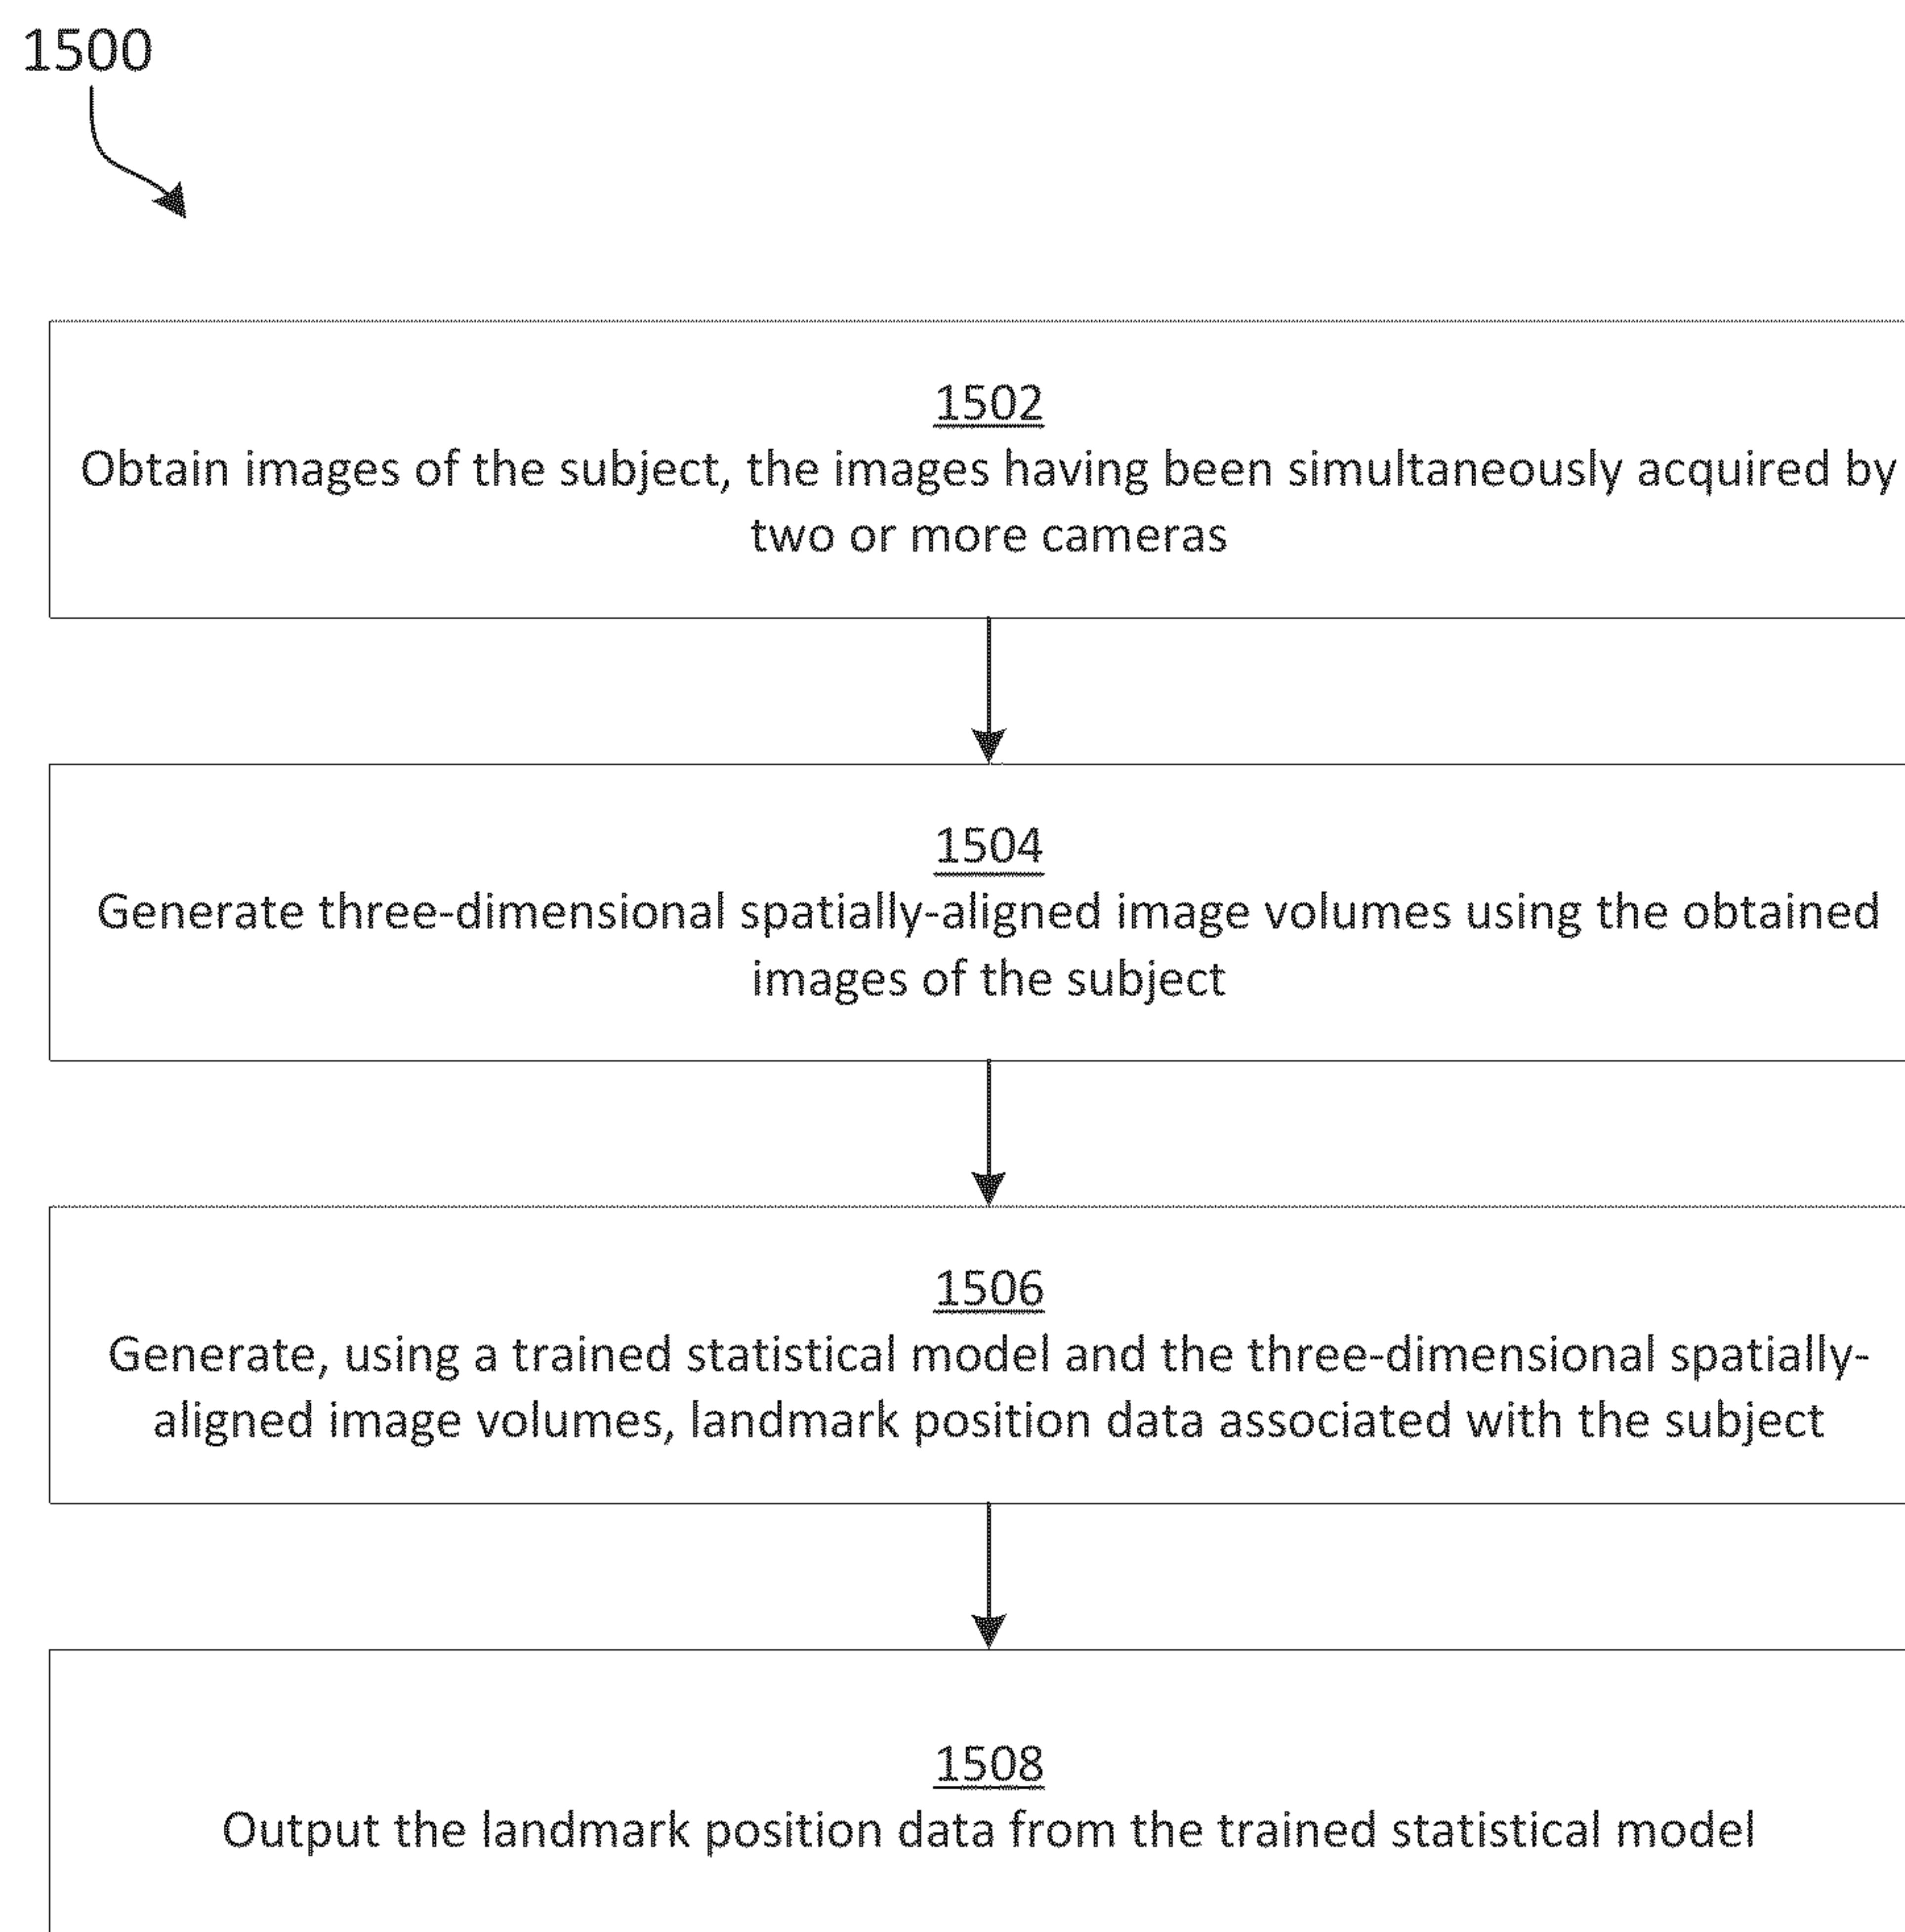 1500
1502
Obtain images of the subject, the images having been simultaneously acquired by
two or more cameras
1504
Generate three-dimensional spatially-aligned image volumes using the obtained
images of the subject
1506
Generate, using a trained statistical model and the three-dimensional spatially-
aligned image volumes, landmark position data associated with the subject
1508
Output the landmark position data from the trained statistical model